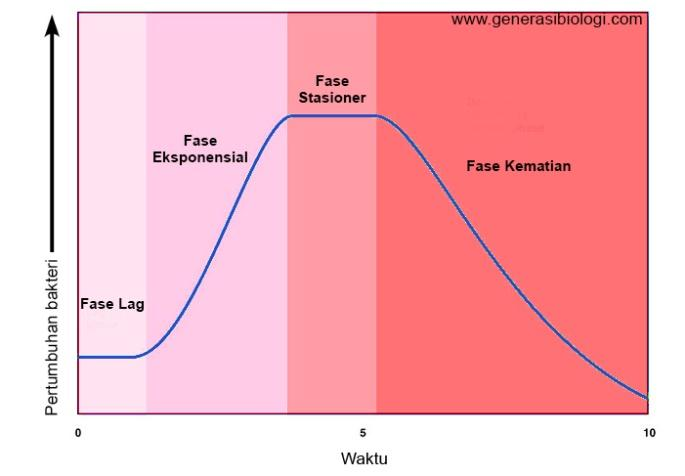 www.generasibiologi.com
Fase
Stasioner
Fase
Eksponensial
Fase Kematian
Fase Lag
Pertumbuhan bakteri
0
5
10
Waktu